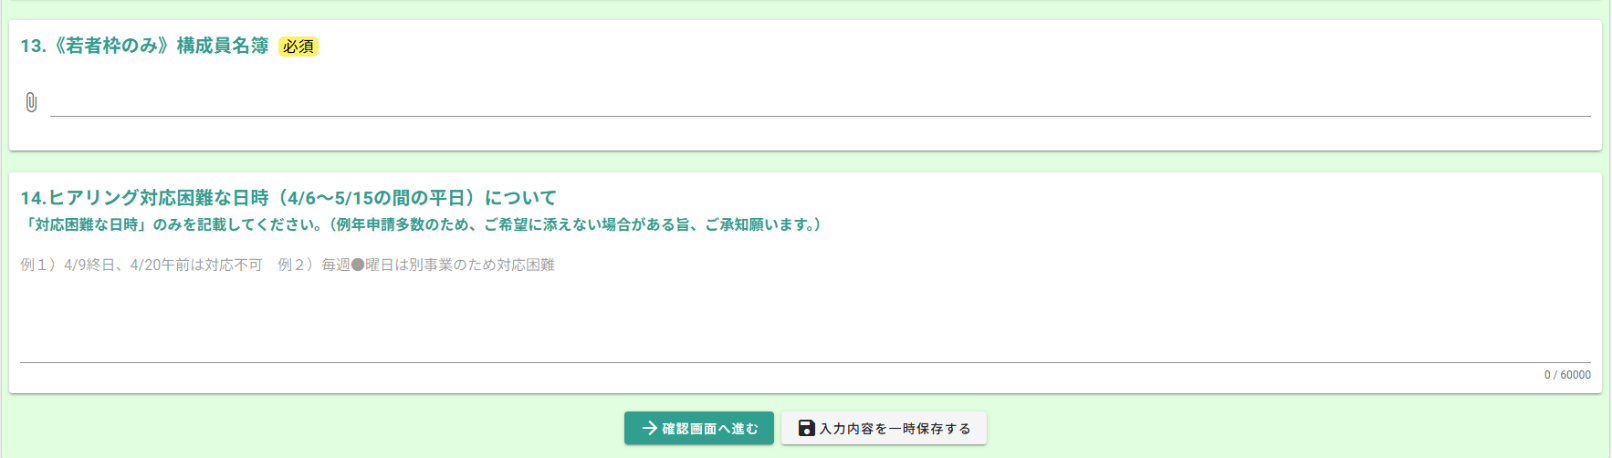 13.《若者枠のみ》構成員名簿 必須
14.ヒアリング対応困難な日時（4/6～5/15の間の平日）について
「対応困難な日時」のみを記載してください。（例年申請多数のため、ご希望に添えない場合がある旨、ご承知願います。）
例１）4/9終日、4/20午前は対応不可　例２）毎週●曜日は別事業のため対応困難
0 / 60000
確認画面へ進む 入力内容を一時保存する